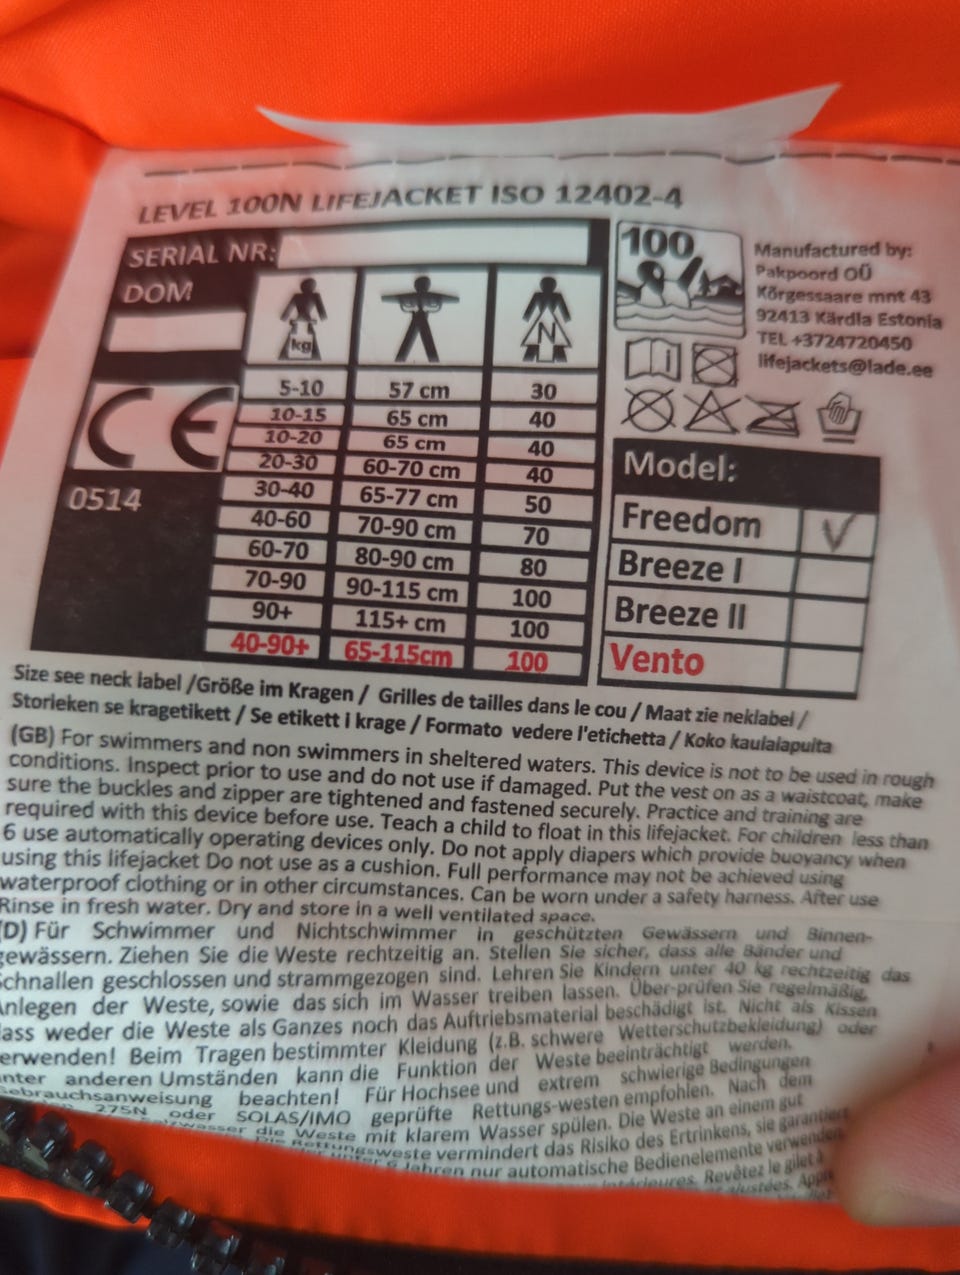 LEVEL 100N LIFEJACKET ISO 12402-4
SERIAL NR:
DOM
kg
N
5-10 57 cm 30
10-15 65 cm 40
10-20 65 cm 40
20-30 60-70 cm 40
30-40 65-77 cm 50
40-60 70-90 cm 70
60-70 80-90 cm 80
70-90 90-115 cm 100
90+ 115+ cm 100
40-90+ 65-115cm 100
CE
0514
100
Manufactured by:
Pakpoord OÜ
Kõrgessaare mnt 43
92413 Kärdla Estonia
TEL +3724720450
lifejackets@lade.ee
Model:
Freedom
Breeze I
Breeze II
Vento
Size see neck label /Größe im Kragen / Grilles de tailles dans le cou / Maat zie neklabel /
Storleken se kragetikett / Se etikett i krage / Formato vedere l'etichetta / Koko kaulalapulta
(GB) For swimmers and non swimmers in sheltered waters. This device is not to be used in rough
conditions. Inspect prior to use and do not use if damaged. Put the vest on as a waistcoat, make
sure the buckles and zipper are tightened and fastened securely. Practice and training are
required with this device before use. Teach a child to float in this lifejacket. For children less than
6 use automatically operating devices only. Do not apply diapers which provide buoyancy when
using this lifejacket Do not use as a cushion. Full performance may not be achieved using
waterproof clothing or in other circumstances. Can be worn under a safety harness. After use
Rinse in fresh water. Dry and store in a well ventilated space.
(D) Für Schwimmer und Nichtschwimmer in geschützten Gewässern und Binnen-
gewässern. Ziehen Sie die Weste rechtzeitig an. Stellen Sie sicher, dass alle Bänder und
Schnallen geschlossen und strammgezogen sind. Lehren Sie Kindern unter 40 kg rechtzeitig das
Anlegen der Weste, sowie das sich im Wasser treiben lassen. Über-prüfen Sie regelmäßig,
dass weder die Weste als Ganzes noch das Auftriebsmaterial beschädigt ist. Nicht als Kissen
verwenden! Beim Tragen bestimmter Kleidung (z.B. schwere Wetterschutzbekleidung) oder
unter anderen Umständen kann die Funktion der Weste beeinträchtigt werden.
Gebrauchsanweisung beachten! Für Hochsee und extrem schwierige Bedingungen
275N oder SOLAS/IMO geprüfte Rettungs-westen empfohlen. Nach dem
die Weste mit klarem Wasser spülen. Die Weste an einem gut
Die Rettungsweste vermindert das Risiko des Ertrinkens, sie garantiert
unter 6 Jahren nur automatische Bedienelemente verwenden
intérieures. Revêtez le gilet à
ajustées.